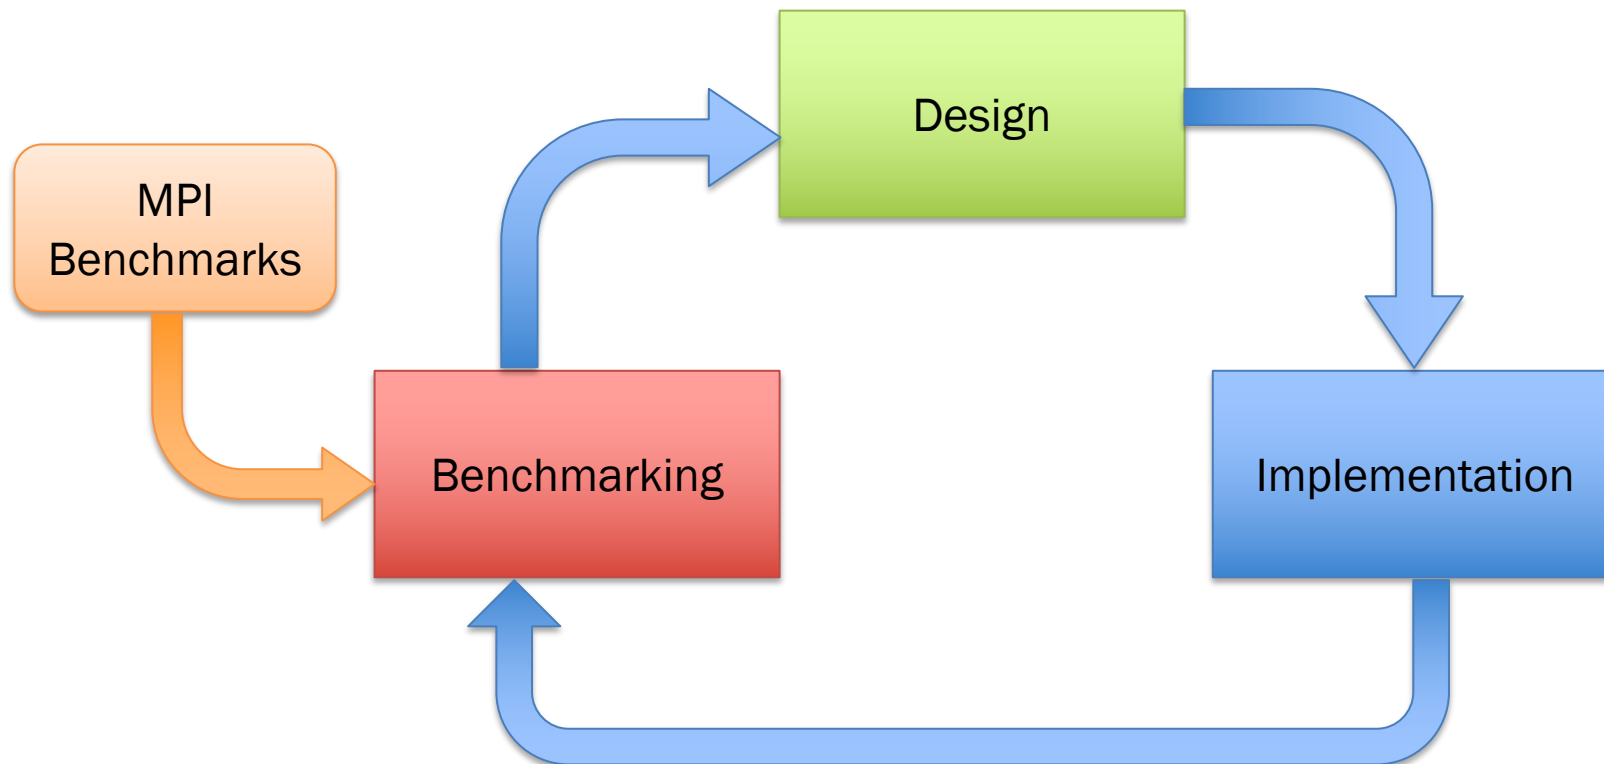 Design
MPI
Benchmarks
Benchmarking
Implementation